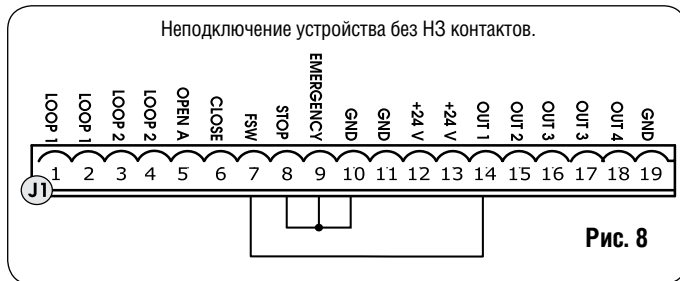 Неподключение устройства без НЗ контактов.
LOOP 1
LOOP 1
LOOP 2
LOOP 2
OPEN A
CLOSE
FSW
STOP
EMERGENCY
GND
GND
+24 V
+24 V
OUT 1
OUT 2
OUT 3
OUT 3
OUT 4
GND
J1
1 2 3 4 5 6 7 8 9 10 11 12 13 14 15 16 17 18 19
Рис. 8